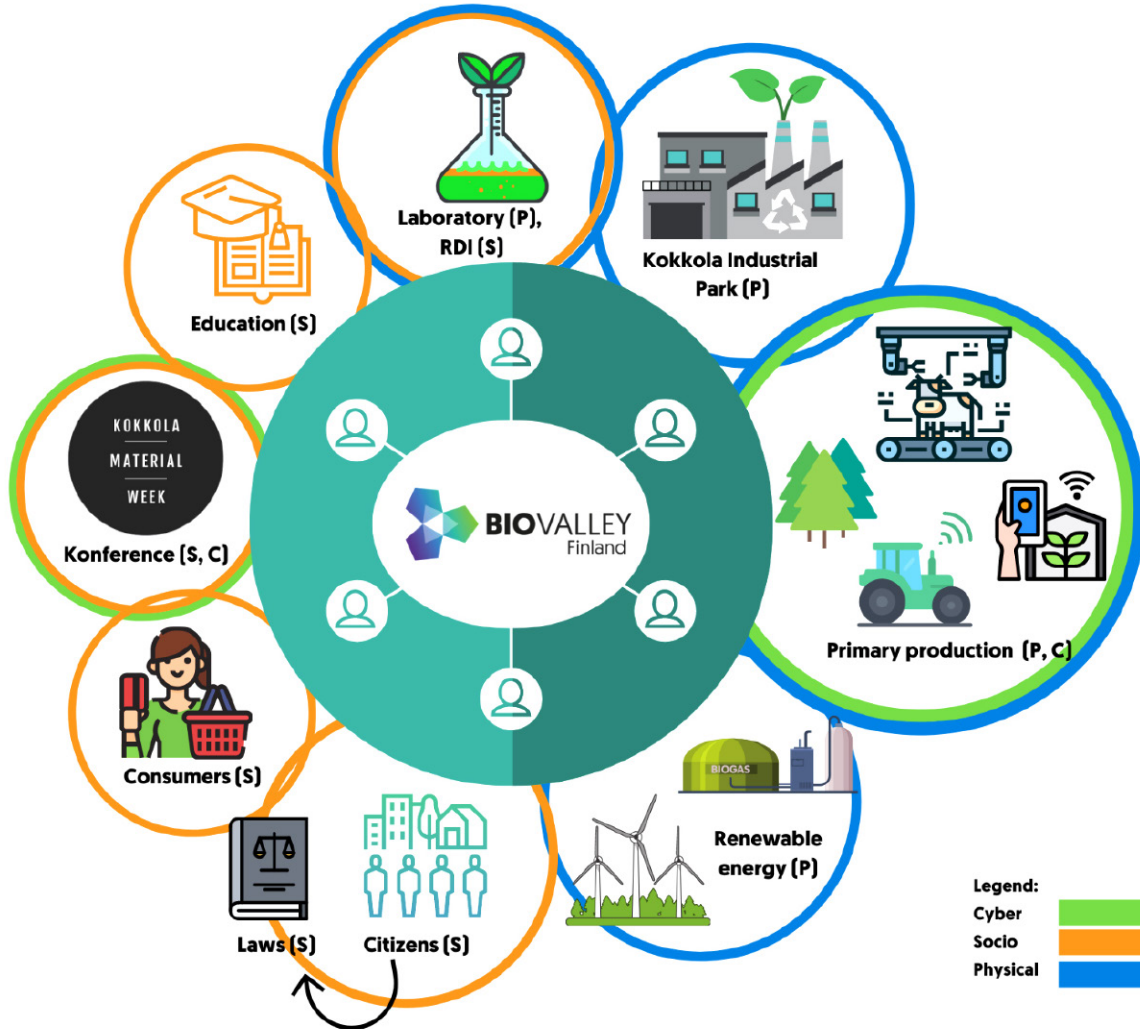 Laboratory (P),
RDI (S)
Kokkola Industrial
Park (P)
Education (S)
KOKKOLA
MATERIAL
WEEK
Konference (S, C)
BIOVALLEY
Finland
Primary production (P, C)
Consumers (S)
BIOGAS
Renewable
energy (P)
Laws (S)
Citizens (S)
Legend:
Cyber
Socio
Physical